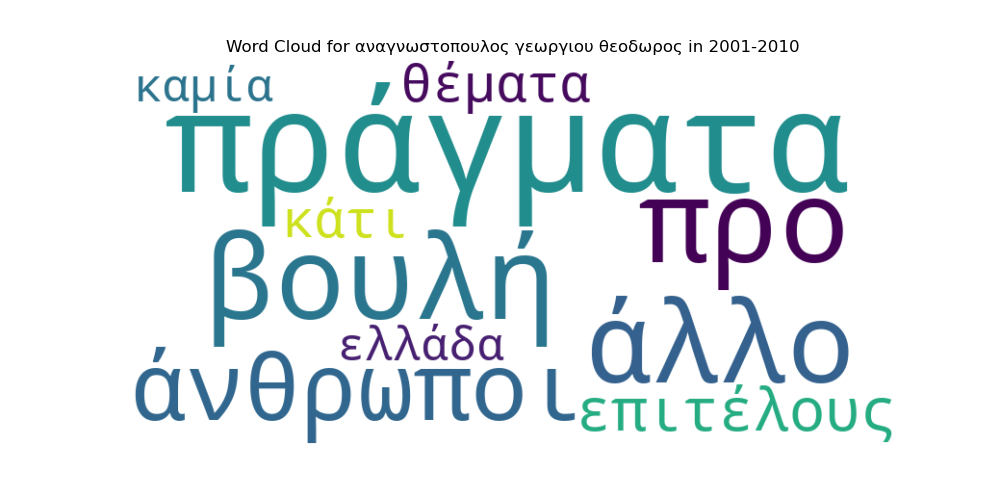 Word Cloud for αναγνωστοπουλος γεωργιου θεοδωρος in 2001-2010
καμία
θέματα
πράγματα
κάτι
προ
βουλή
ελλάδα
άλλο
άνθρωποι
επιτέλους